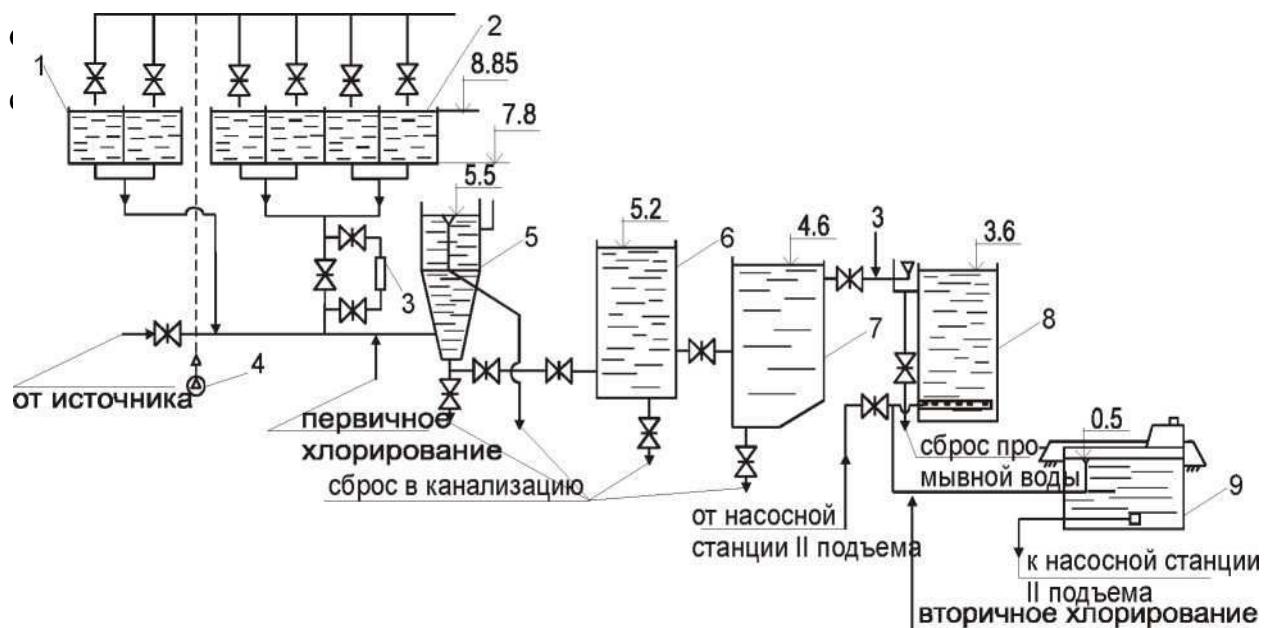 1
2
8.85
7.8
5.5
5
5.2
6
4.6
3
3.6
3
7
8
4
от источника
первичное
хлорирование
сброс в канализацию
сброс про-
мывной воды
0.5
9
от насосной
станции II подъема
к насосной станции
II подъема
вторичное хлорирование